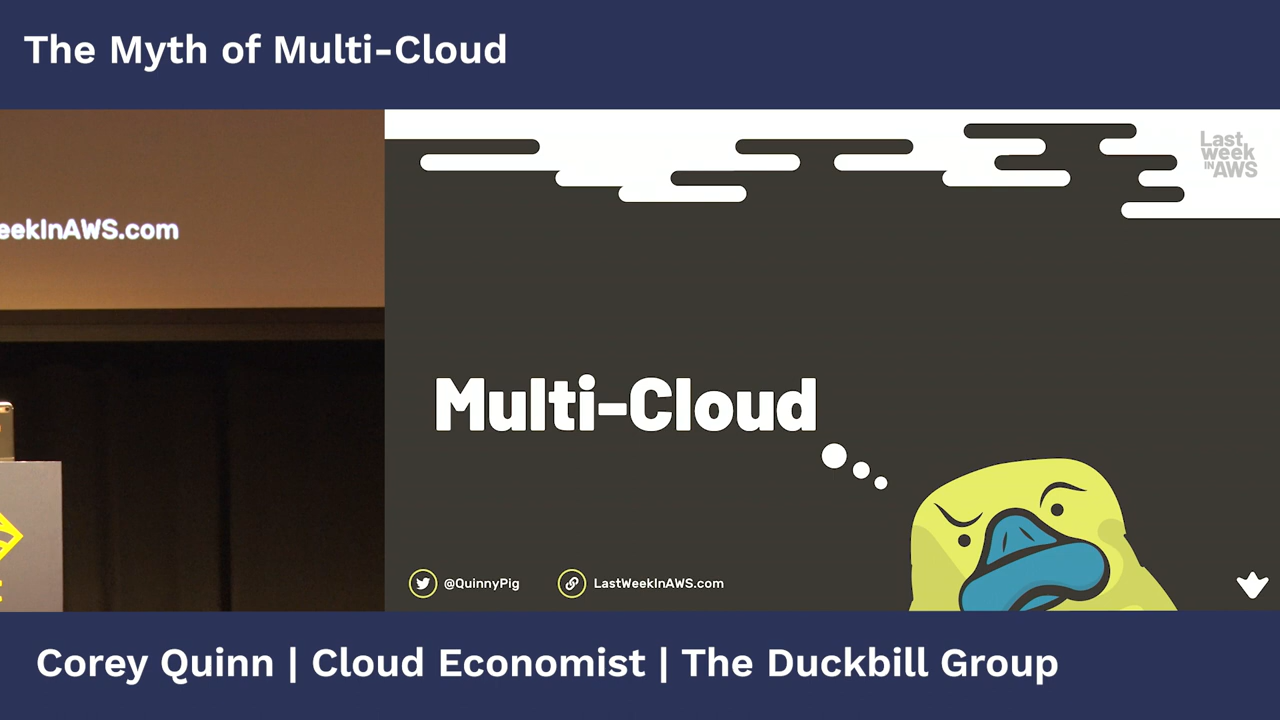 The Myth of Multi-Cloud
eekInAWS.com
Last
week
IN AWS
Multi-Cloud
@QuinnyPig
LastWeekInAWS.com
Corey Quinn | Cloud Economist | The Duckbill Group